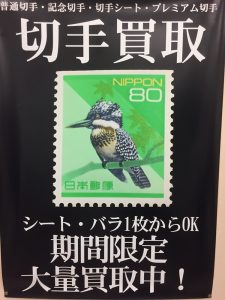 普通切手・記念切手・切手シート・プレミアム切手
切手買取
NIPPON
80
日本郵便
シート・バラ1枚からOK
期間限定
大量買取中！